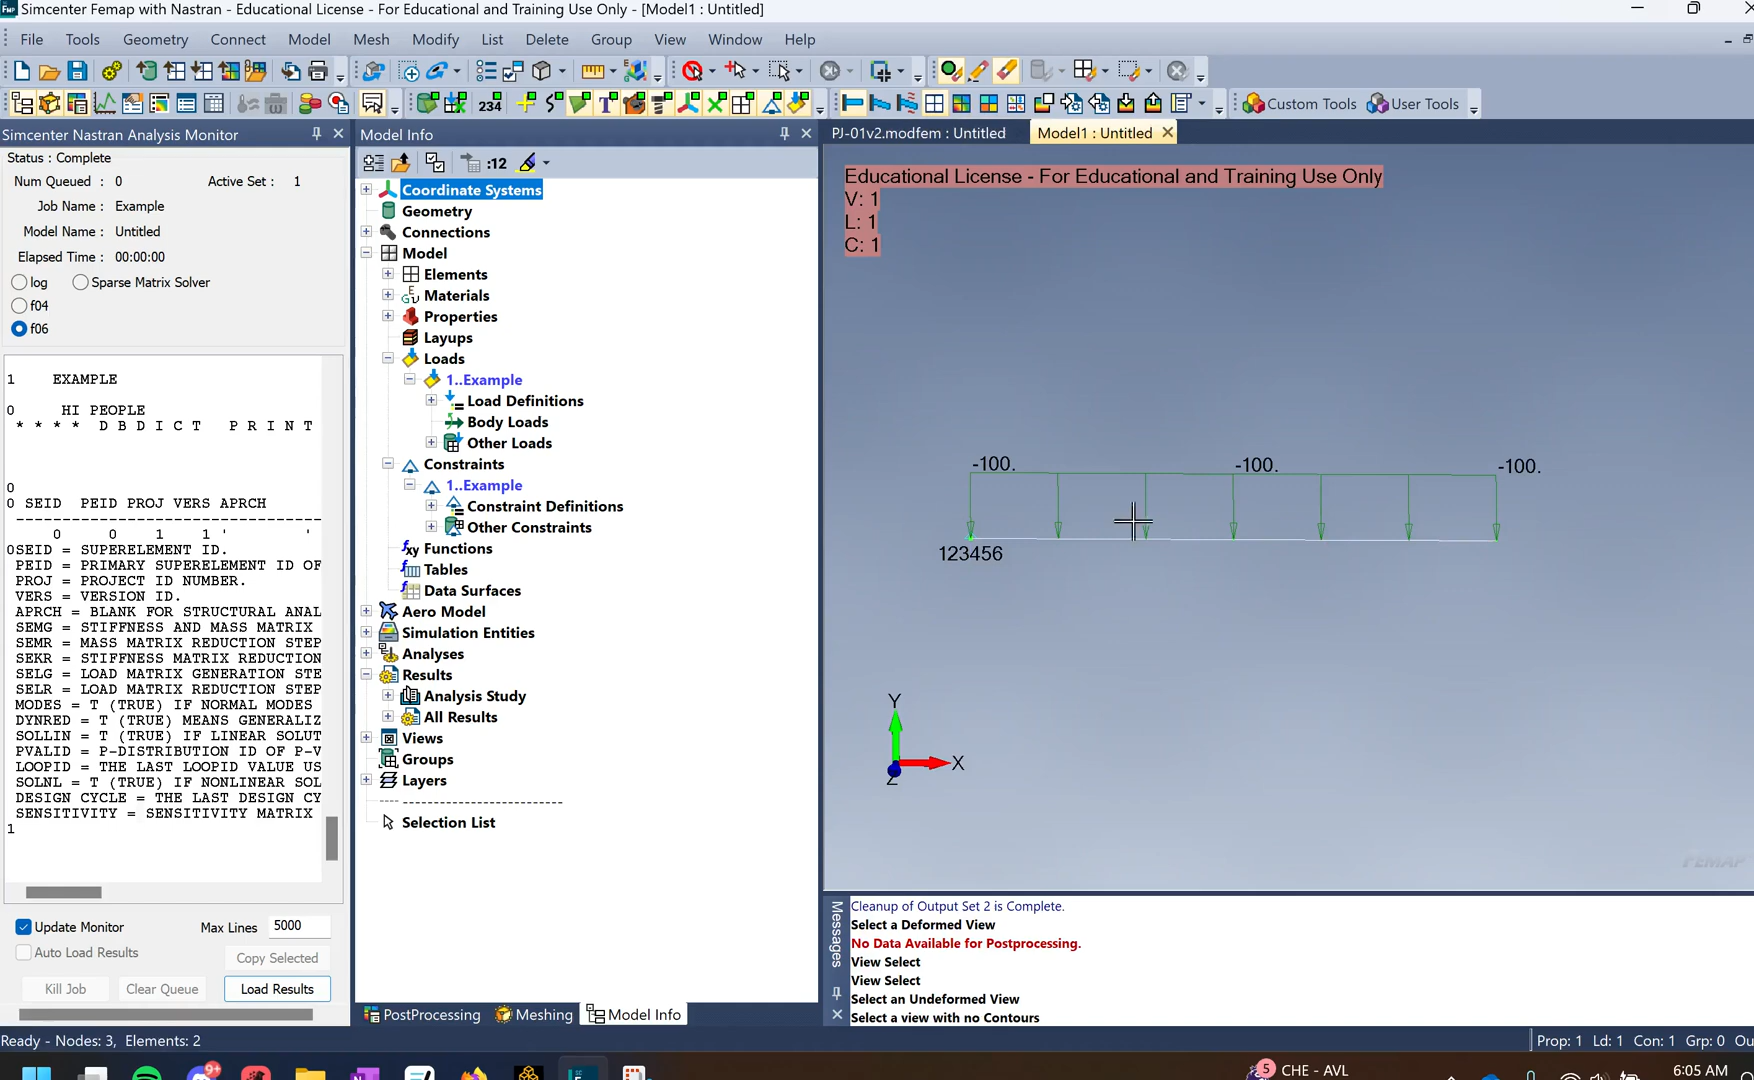 Simcenter Femap with Nastran - Educational License - For Educational and Training Use Only - [Model1 : Untitled]
File Tools Geometry Connect Model Mesh Modify List Delete Group View Window Help
:12
234
Custom Tools User Tools
Simcenter Nastran Analysis Monitor
Status : Complete
Num Queued : 0 Active Set : 1
Job Name : Example
Model Name : Untitled
Elapsed Time : 00:00:00
log Sparse Matrix Solver
f04
f06
1 EXAMPLE
0 HI PEOPLE
* * * * D B D I C T P R I N T
0
0 SEID PEID PROJ VERS APRCH
--------------------------------
0 0 1 1 ' '
0SEID = SUPERELEMENT ID.
PEID = PRIMARY SUPERELEMENT ID OF
PROJ = PROJECT ID NUMBER.
VERS = VERSION ID.
APRCH = BLANK FOR STRUCTURAL ANAL
SEMG = STIFFNESS AND MASS MATRIX
SEMR = MASS MATRIX REDUCTION STEP
SEKR = STIFFNESS MATRIX REDUCTION
SELG = LOAD MATRIX GENERATION STE
SELR = LOAD MATRIX REDUCTION STEP
MODES = T (TRUE) IF NORMAL MODES
DYNRED = T (TRUE) MEANS GENERALIZ
SOLLIN = T (TRUE) IF LINEAR SOLUT
PVALID = P-DISTRIBUTION ID OF P-V
LOOPID = THE LAST LOOPID VALUE US
SOLNL = T (TRUE) IF NONLINEAR SOL
DESIGN CYCLE = THE LAST DESIGN CY
SENSITIVITY = SENSITIVITY MATRIX
1
Update Monitor Max Lines 5000
Auto Load Results Copy Selected
Kill Job Clear Queue Load Results
Model Info
Coordinate Systems
Geometry
Connections
Model
Elements
Materials
Properties
Layups
Loads
1..Example
Load Definitions
Body Loads
Other Loads
Constraints
1..Example
Constraint Definitions
Other Constraints
Functions
Tables
Data Surfaces
Aero Model
Simulation Entities
Analyses
Results
Analysis Study
All Results
Views
Groups
Layers
Selection List
PostProcessing Meshing Model Info
PJ-01v2.modfem : Untitled Model1 : Untitled
Educational License - For Educational and Training Use Only
V: 1
L: 1
C: 1
-100. -100. -100.
123456
Y
X
Z
FEMAP
Messages
Cleanup of Output Set 2 is Complete.
Select a Deformed View
No Data Available for Postprocessing.
View Select
View Select
Select an Undeformed View
Select a view with no Contours
Ready - Nodes: 3, Elements: 2 Prop: 1 Ld: 1 Con: 1 Grp: 0 Ou
9+
5
CHE - AVL
6:05 AM